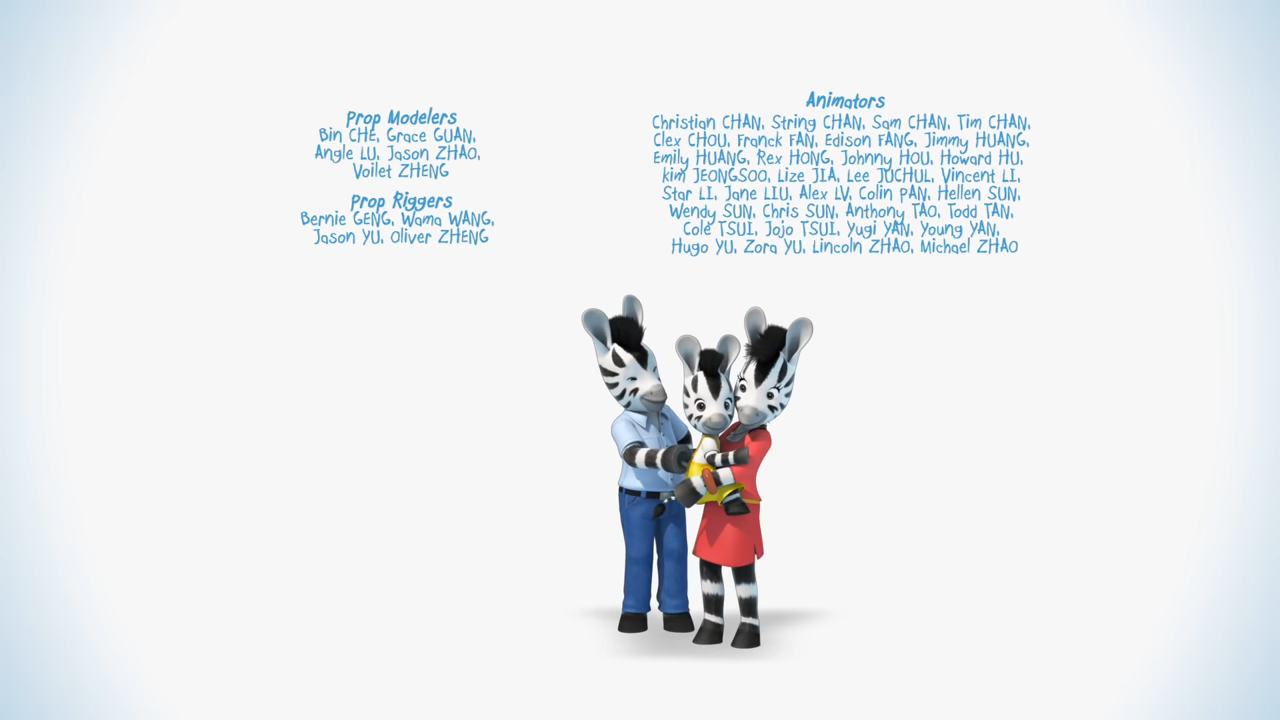 Prop Modelers
Bin CHE, Grace GUAN,
Angle LU, Jason ZHAO,
Voilet ZHENG
Prop Riggers
Bernie GENG, Wama WANG,
Jason YU, Oliver ZHENG
Animators
Christian CHAN, String CHAN, Sam CHAN, Tim CHAN,
Clex CHOU, Franck FAN, Edison FANG, Jimmy HUANG,
Emily HUANG, Rex HONG, Johnny HOU, Howard HU,
kim JEONGSOO, Lize JIA, Lee JUCHUL, Vincent LI,
Star LI, Jane LIU, Alex LV, Colin PAN, Hellen SUN,
Wendy SUN, Chris SUN, Anthony TAO, Todd TAN,
Cole TSUI, Jojo TSUI, Yugi YAN, Young YAN,
Hugo YU, Zora YU, Lincoln ZHAO, Michael ZHAO